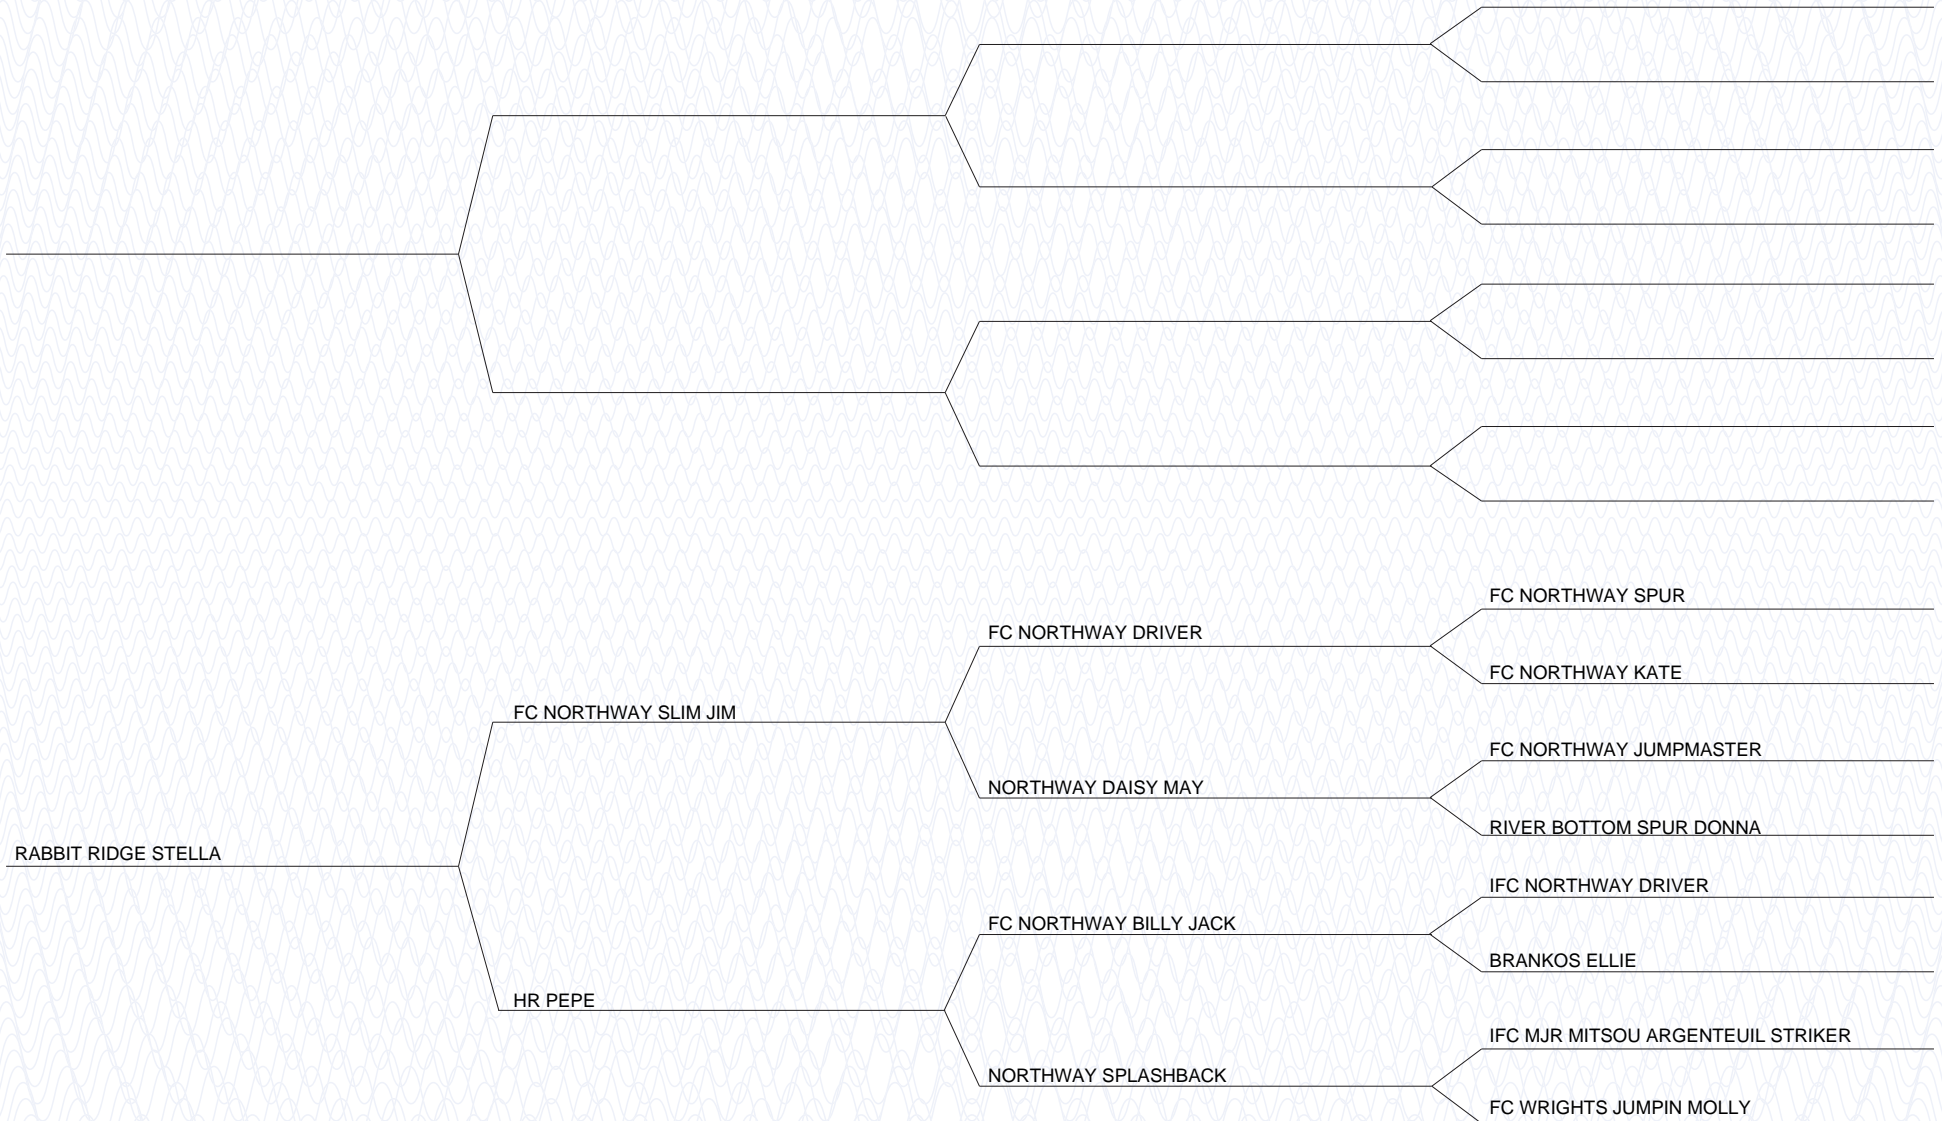 FC NORTHWAY SPUR
FC NORTHWAY DRIVER
FC NORTHWAY KATE
FC NORTHWAY SLIM JIM
FC NORTHWAY JUMPMASTER
NORTHWAY DAISY MAY
RIVER BOTTOM SPUR DONNA
RABBIT RIDGE STELLA
IFC NORTHWAY DRIVER
FC NORTHWAY BILLY JACK
BRANKOS ELLIE
HR PEPE
IFC MJR MITSOU ARGENTEUIL STRIKER
NORTHWAY SPLASHBACK
FC WRIGHTS JUMPIN MOLLY